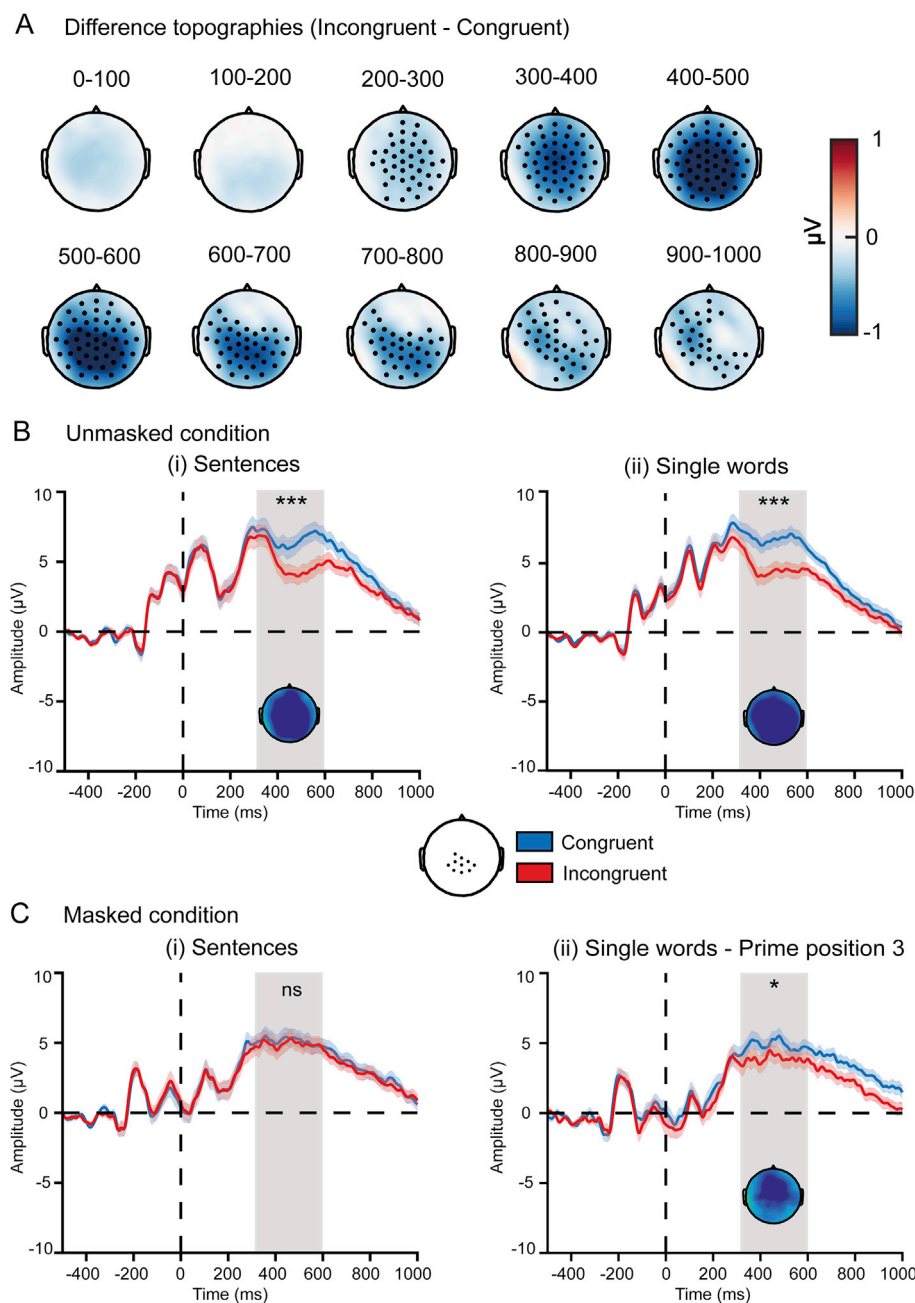 A Difference topographies (Incongruent - Congruent)
0-100 100-200 200-300 300-400 400-500
1
0
-1
µV
500-600 600-700 700-800 800-900 900-1000
B Unmasked condition
(i) Sentences
10
5
0
-5
-10
Amplitude (µV)
***
-400 -200 0 200 400 600 800 1000
Time (ms)
(ii) Single words
10
5
0
-5
-10
Amplitude (µV)
***
-400 -200 0 200 400 600 800 1000
Time (ms)
Congruent
Incongruent
C Masked condition
(i) Sentences
10
5
0
-5
-10
Amplitude (µV)
ns
-400 -200 0 200 400 600 800 1000
Time (ms)
(ii) Single words - Prime position 3
10
5
0
-5
-10
Amplitude (µV)
*
-400 -200 0 200 400 600 800 1000
Time (ms)